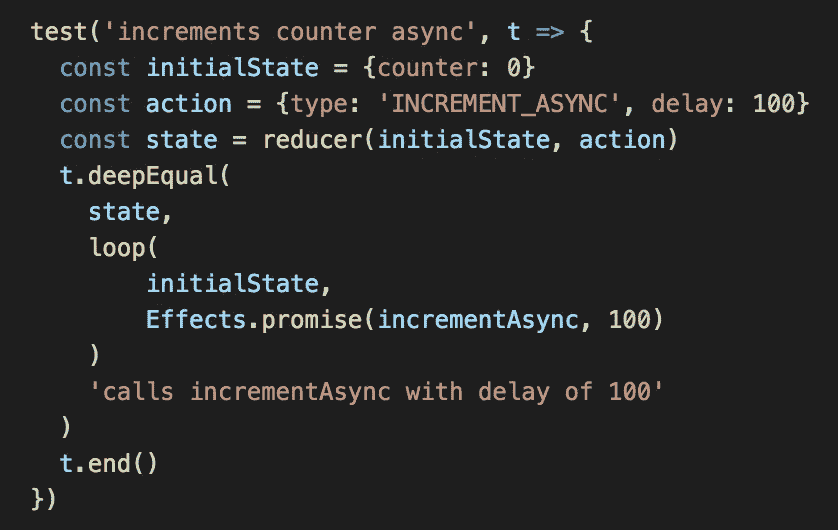 test('increments counter async', t => {
  const initialState = {counter: 0}
  const action = {type: 'INCREMENT_ASYNC', delay: 100}
  const state = reducer(initialState, action)
  t.deepEqual(
    state,
    loop(
        initialState,
        Effects.promise(incrementAsync, 100)
    )
    'calls incrementAsync with delay of 100'
  )
  t.end()
})